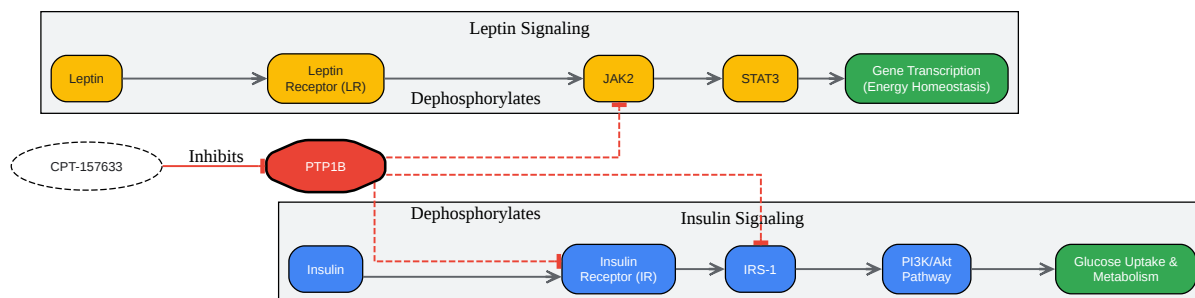 Leptin Signaling
Leptin
Leptin
Receptor (LR)
JAK2
STAT3
Gene Transcription
(Energy Homeostasis)
Dephosphorylates
CPT-157633
Inhibits
PTP1B
Dephosphorylates
Insulin Signaling
Insulin
Insulin
Receptor (IR)
IRS-1
PI3K/Akt
Pathway
Glucose Uptake &
Metabolism